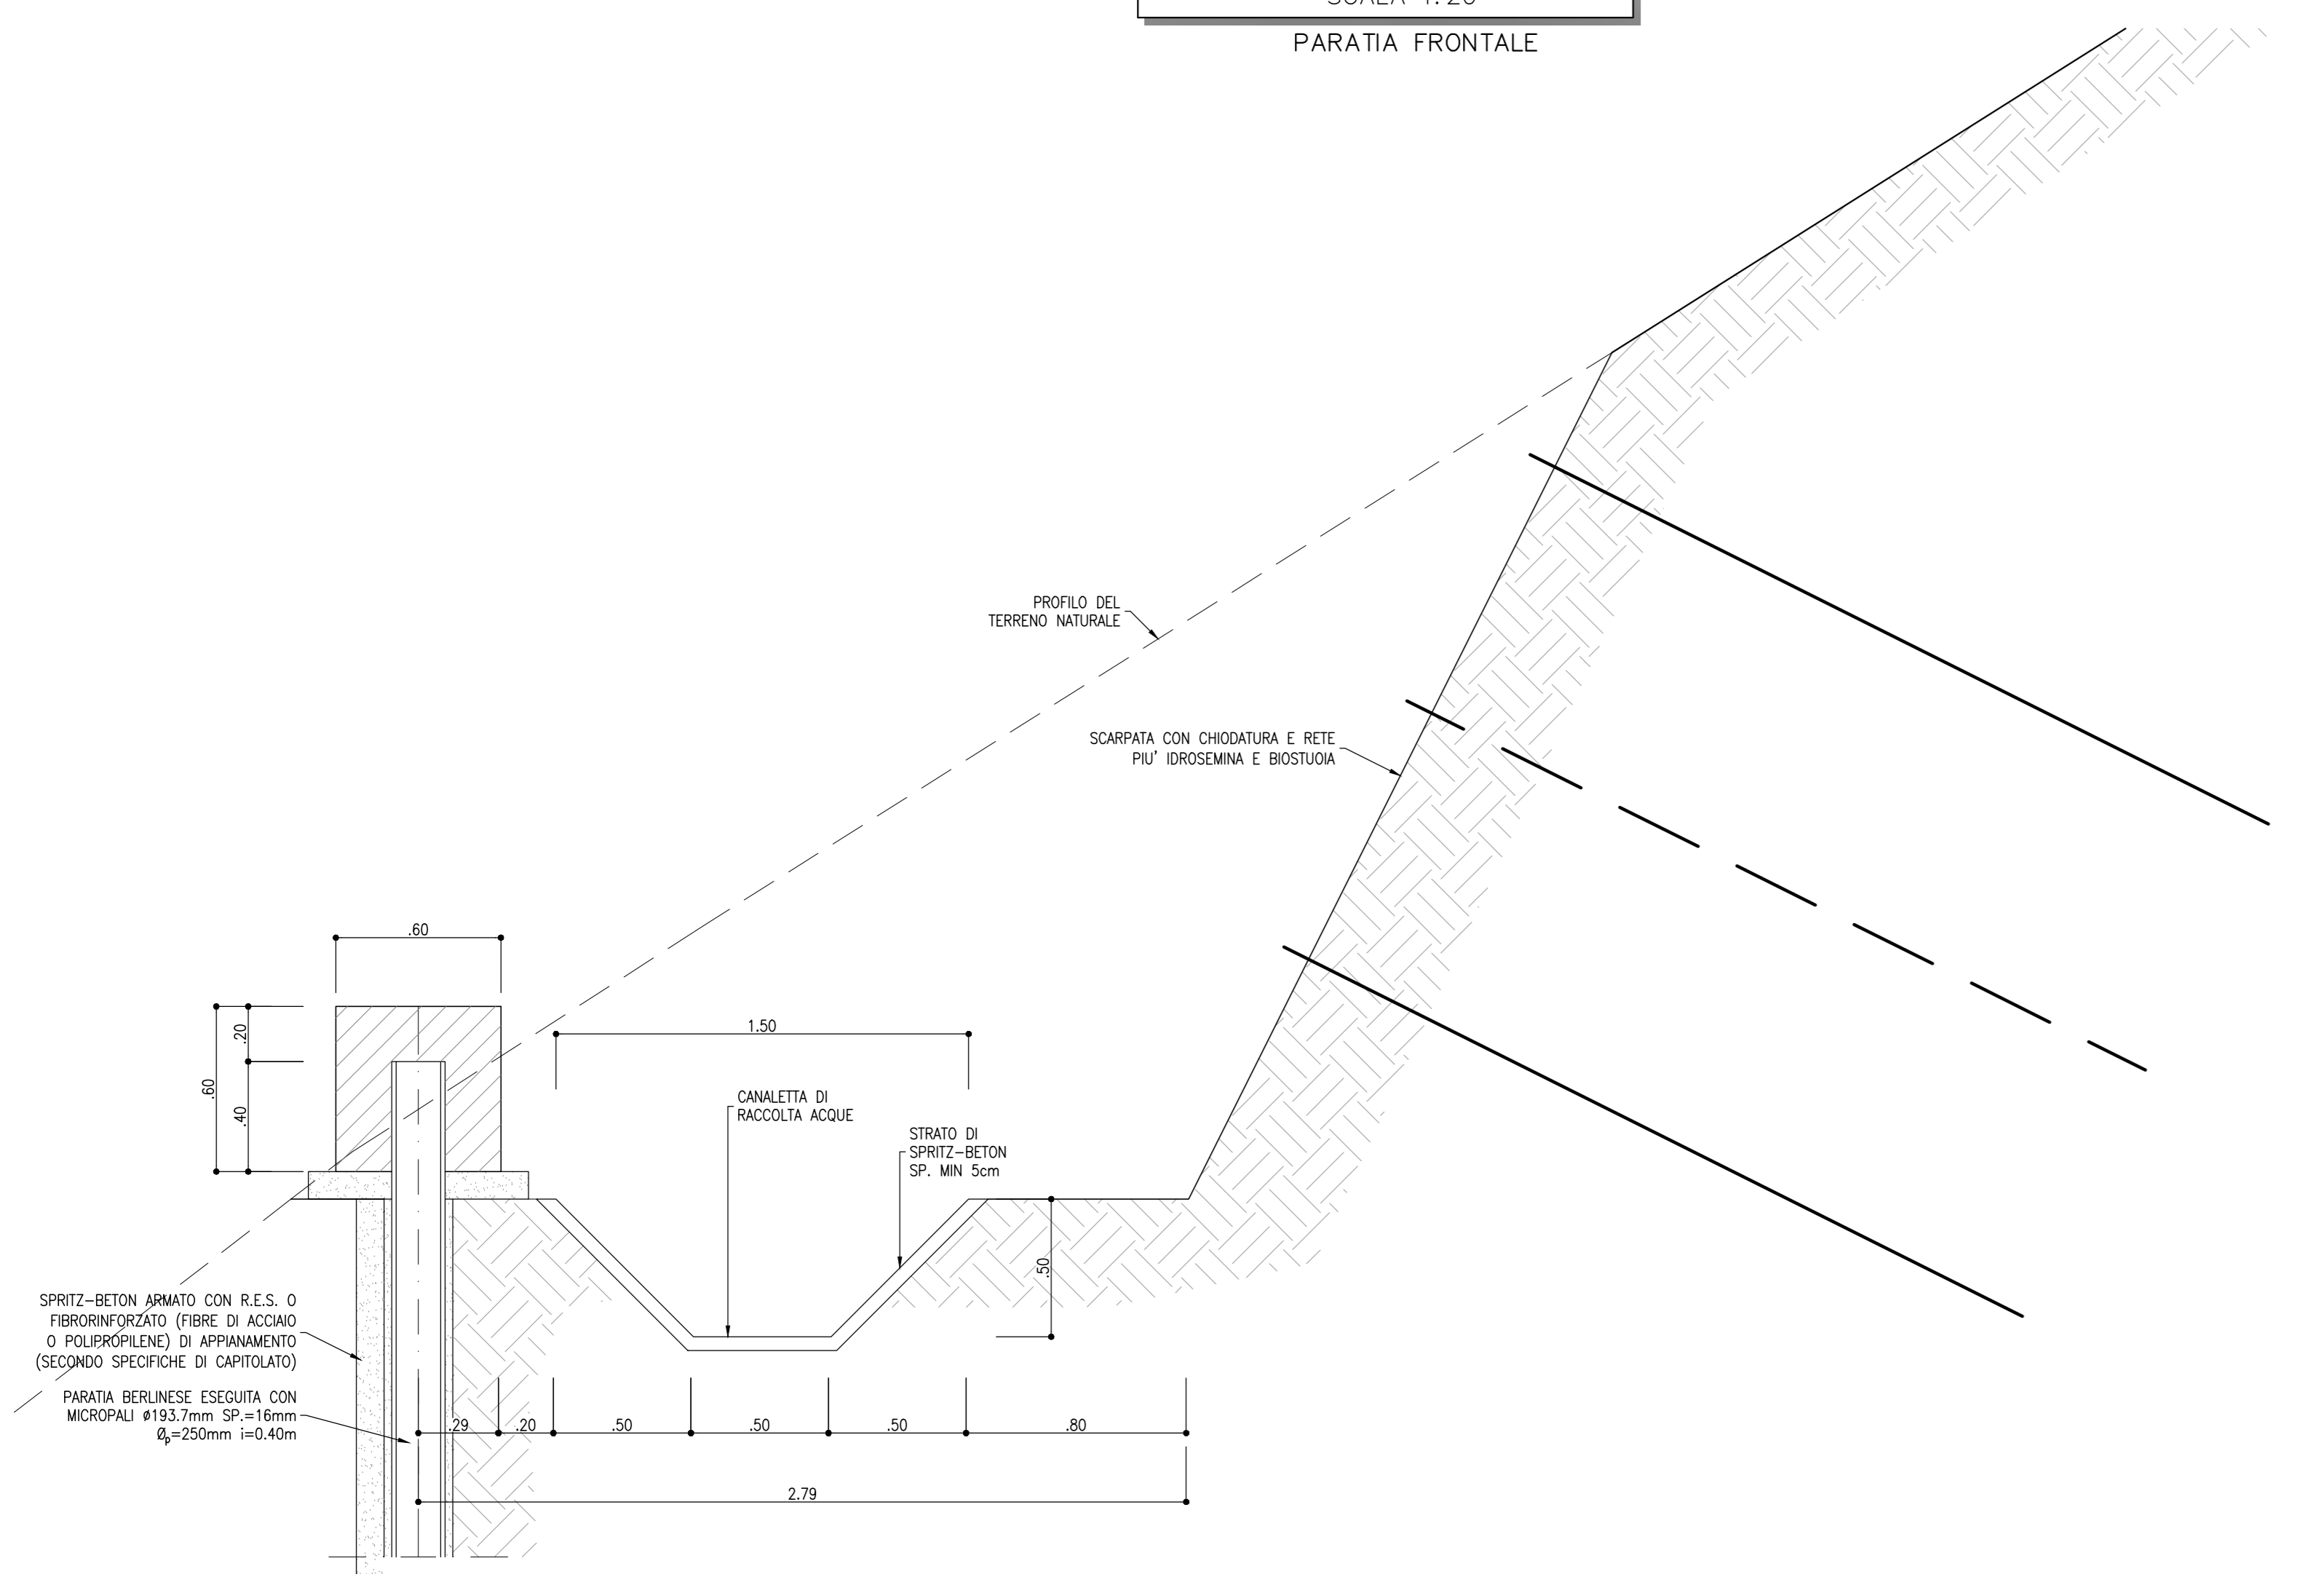 PARATIA FRONTALE
PROFILO DEL
TERRENO NATURALE
SCARPATA CON CHIODATURA E RETE
PIU' IDROSEMINA E BIOSTUOIA
.60
.20
.60
.40
1.50
CANALETTA DI
RACCOLTA ACQUE
STRATO DI
SPRITZ-BETON
SP. MIN 5cm
.50
SPRITZ-BETON ARMATO CON R.E.S. O
FIBRORINFORZATO (FIBRE DI ACCIAIO
O POLIPROPILENE) DI APPIANAMENTO
(SECONDO SPECIFICHE DI CAPITOLATO)
PARATIA BERLINESE ESEGUITA CON
MICROPALI ø193.7mm SP.=16mm
Øp=250mm i=0.40m
.29 .20 .50 .50 .50 .80
2.79